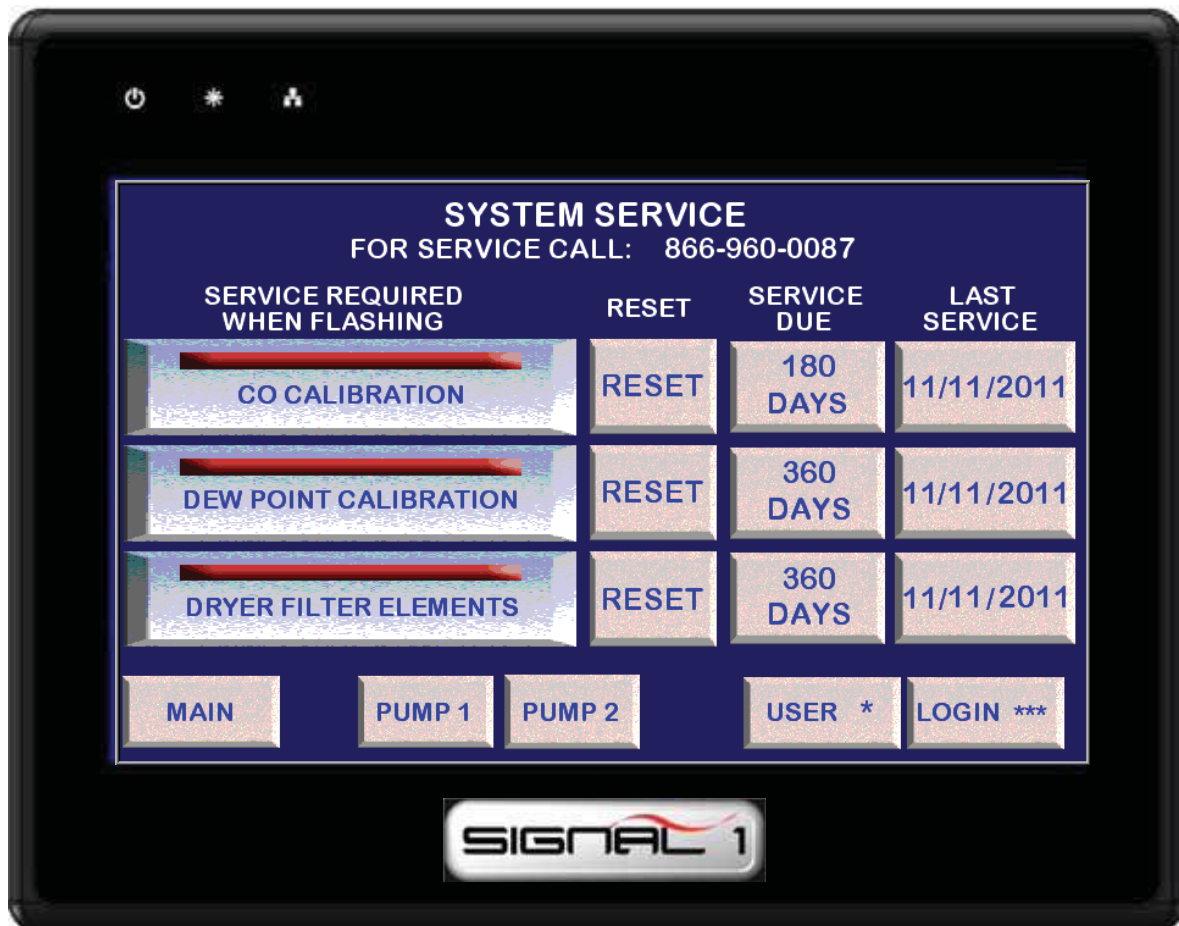 SYSTEM SERVICE
FOR SERVICE CALL: 866-960-0087
SERVICE REQUIRED
WHEN FLASHING
RESET
SERVICE
DUE
LAST
SERVICE
CO CALIBRATION
RESET
180
DAYS
11/11/2011
DEW POINT CALIBRATION
RESET
360
DAYS
11/11/2011
DRYER FILTER ELEMENTS
RESET
360
DAYS
11/11/2011
MAIN
PUMP 1
PUMP 2
USER *
LOGIN ***
SIGNAL 1